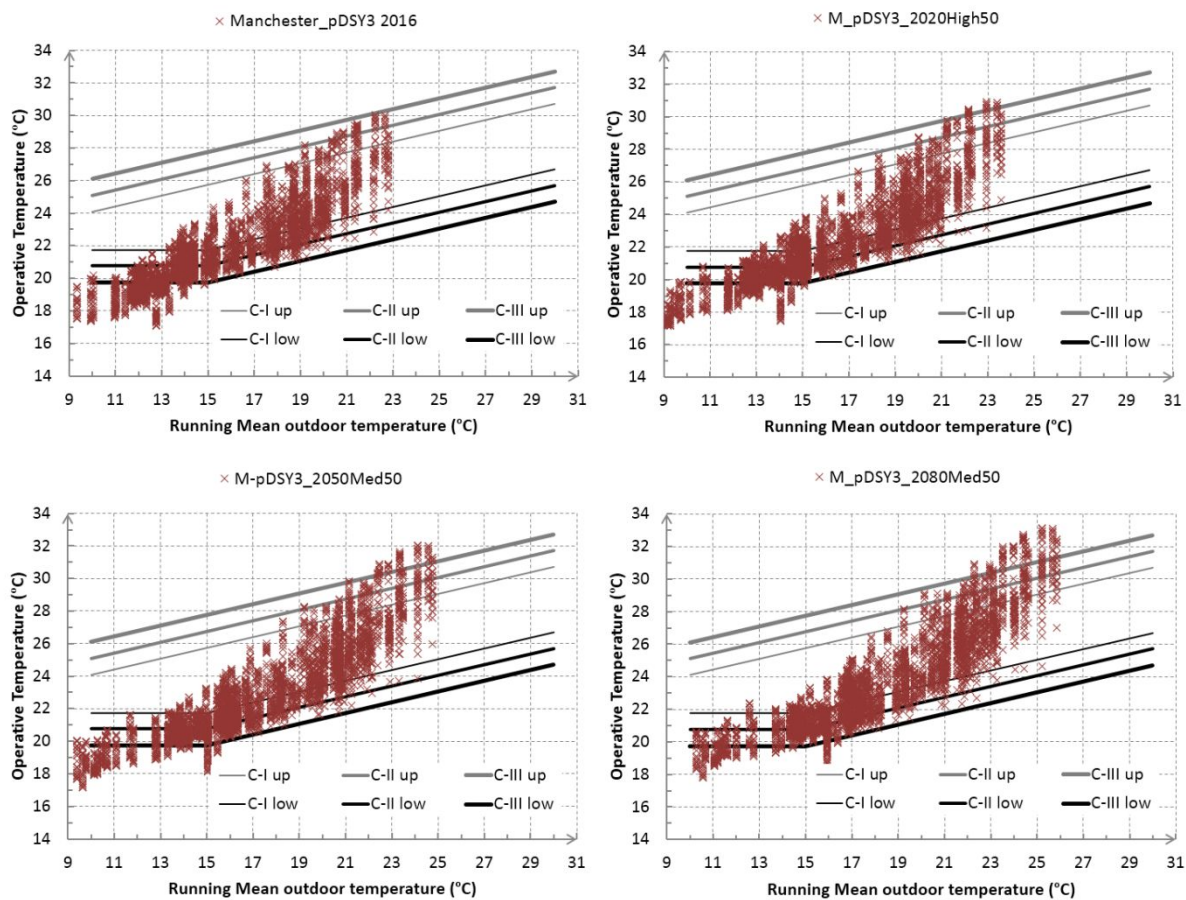 × Manchester_pDSY3 2016
34
32
30
28
26
24
22
20
18
16
14
Operative Temperature (°C)
C-I up C-II up C-III up
C-I low C-II low C-III low
9 11 13 15 17 19 21 23 25 27 29 31
Running Mean outdoor temperature (°C)
× M_pDSY3_2020High50
34
32
30
28
26
24
22
20
18
16
14
Operative Temperature (°C)
C-I up C-II up C-III up
C-I low C-II low C-III low
9 11 13 15 17 19 21 23 25 27 29 31
Running Mean outdoor temperature (°C)
× M-pDSY3_2050Med50
34
32
30
28
26
24
22
20
18
16
14
Operative Temperature (°C)
C-I up C-II up C-III up
C-I low C-II low C-III low
9 11 13 15 17 19 21 23 25 27 29 31
Running Mean outdoor temperature (°C)
× M_pDSY3_2080Med50
34
32
30
28
26
24
22
20
18
16
14
Operative Temperature (°C)
C-I up C-II up C-III up
C-I low C-II low C-III low
9 11 13 15 17 19 21 23 25 27 29 31
Running Mean outdoor temperature (°C)